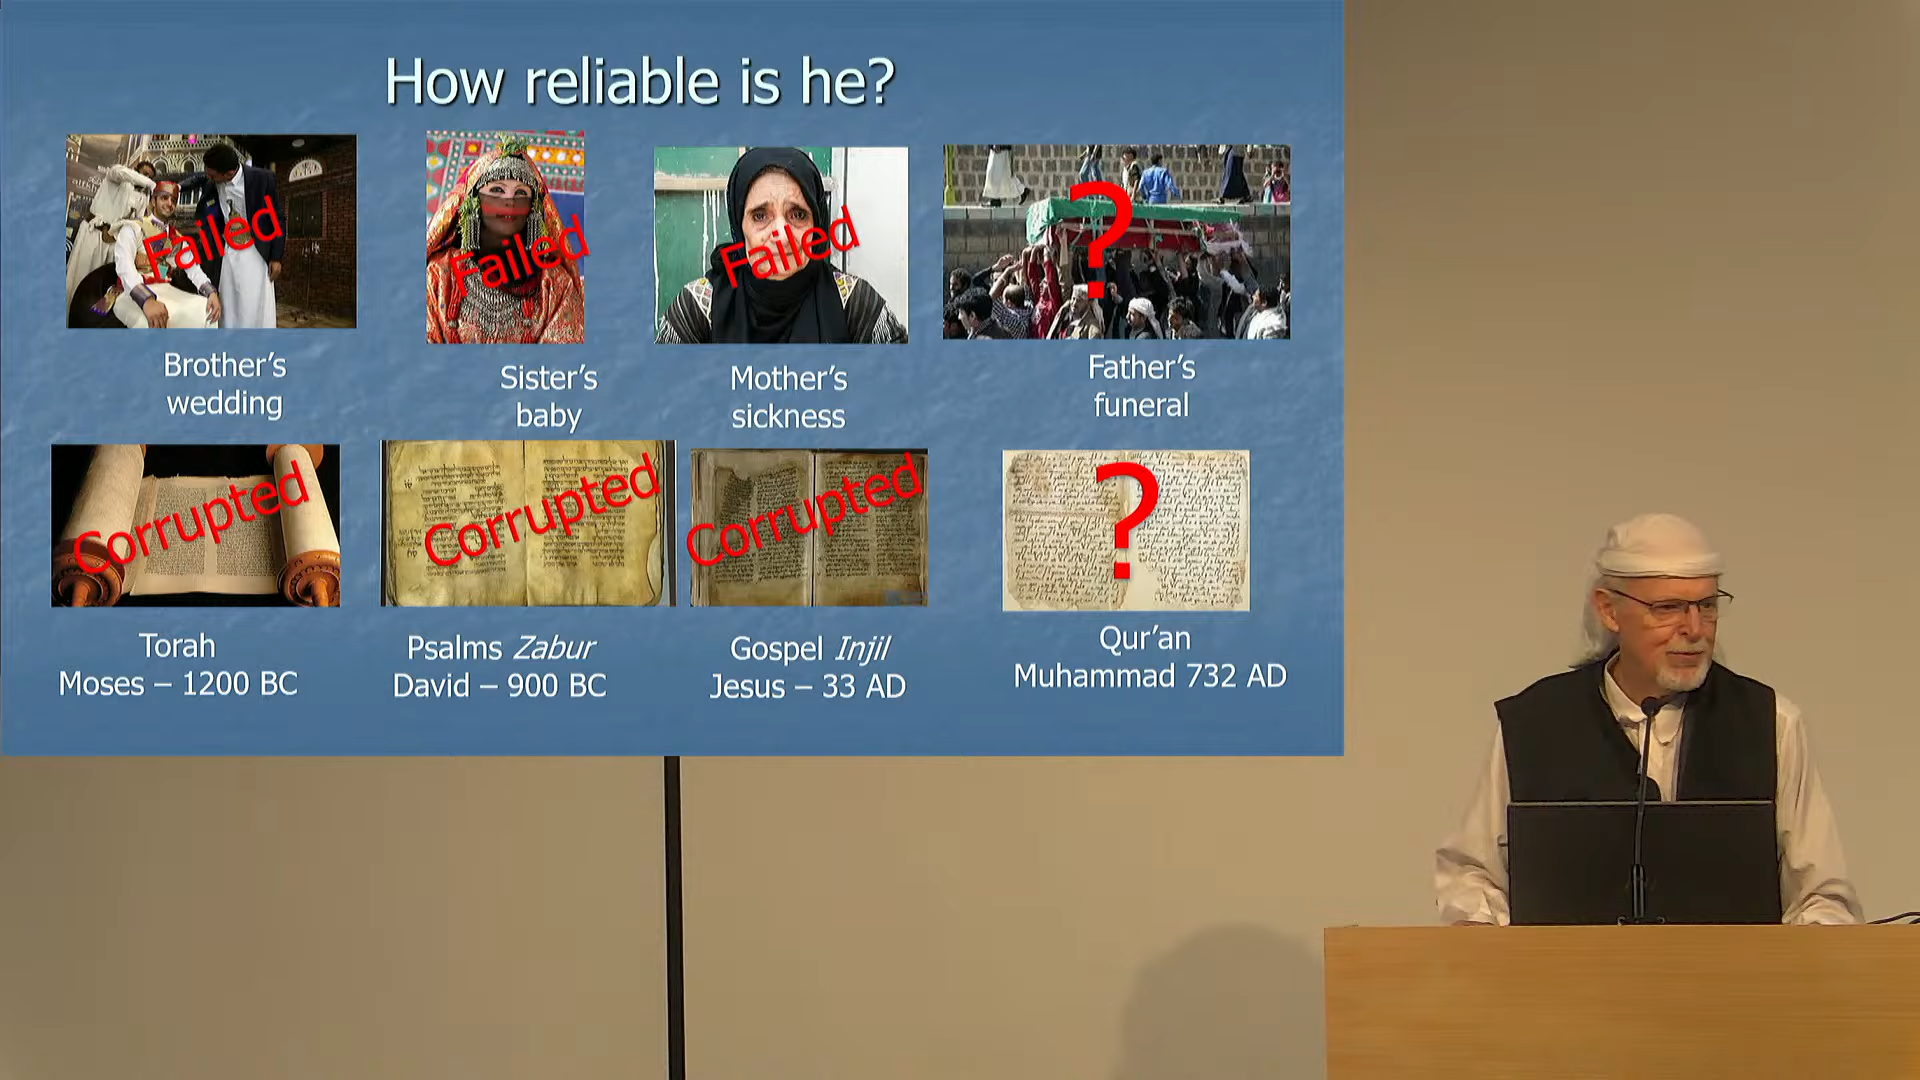 How reliable is he?
Failed
Failed
Failed
?
Brother's
wedding
Sister's
baby
Mother's
sickness
Father's
funeral
Corrupted
Corrupted
Corrupted
?
Torah
Moses – 1200 BC
Psalms Zabur
David – 900 BC
Gospel Injil
Jesus – 33 AD
Qur'an
Muhammad 732 AD